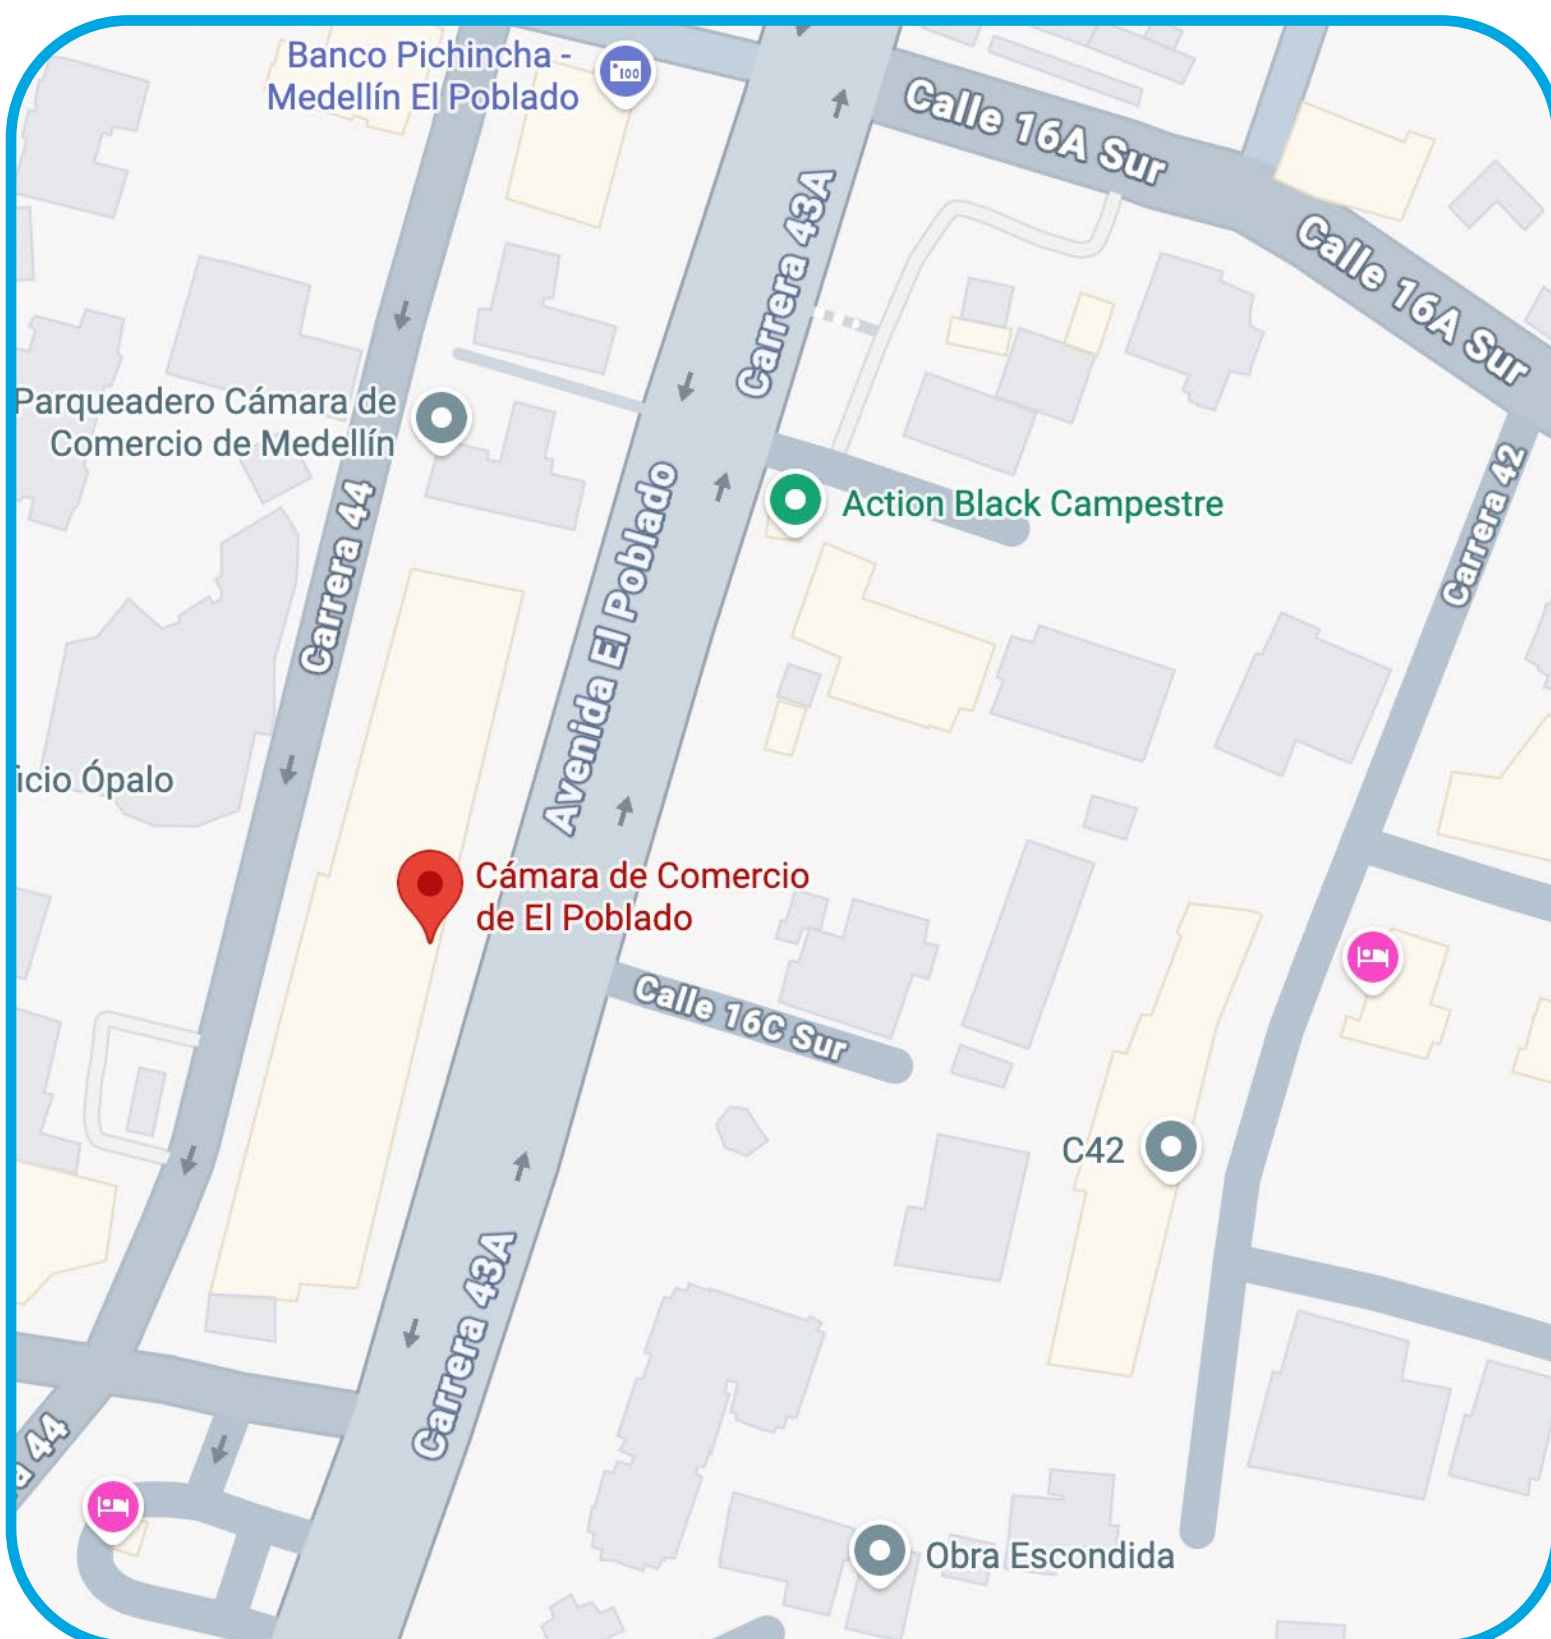 Banco Pichincha -
Medellín El Poblado
100
Calle 16A Sur
Carrera 43A
Calle 16A Sur
Parqueadero Cámara de
Comercio de Medellín
Action Black Campestre
Carrera 44
Avenida El Poblado
Carrera 42
icio Ópalo
Cámara de Comercio
de El Poblado
Calle 16C Sur
C42
Carrera 43A
a 44
Obra Escondida